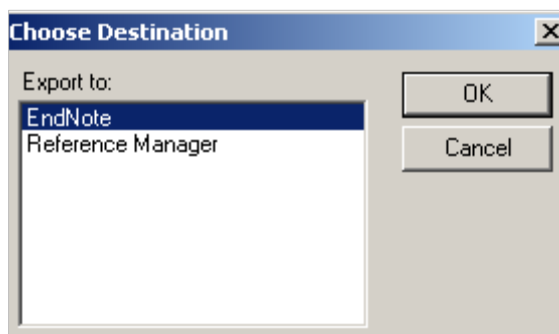 Choose Destination
Export to:
EndNote
Reference Manager
OK
Cancel